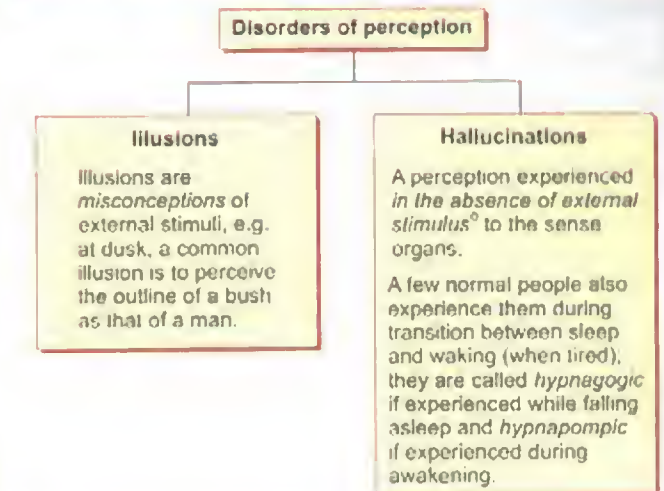 Disorders of perception
Illusions
Illusions are
misconceptions of
external stimuli, e.g.
at dusk, a common
illusion is to perceive
the outline of a bush
as that of a man.
Hallucinations
A perception experienced
in the absence of external
stimulus° to the sense
organs.
A few normal people also
experience them during
transition between sleep
and waking (when tired);
they are called hypnagogic
if experienced while falling
asleep and hypnapompic
if experienced during
awakening.